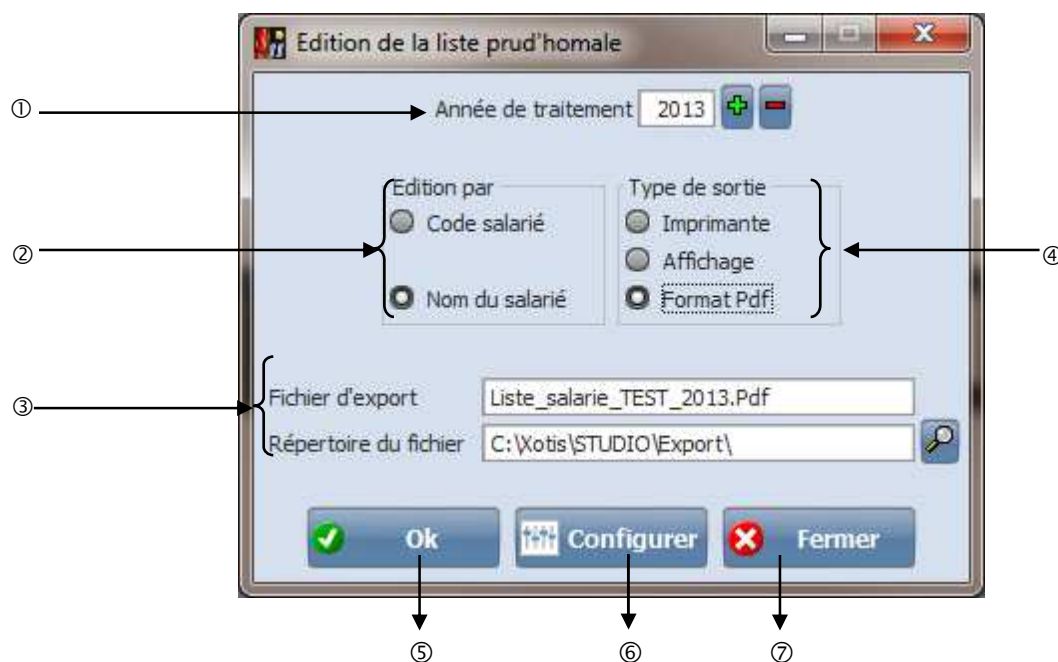 Edition de la liste prud'homale
① Année de traitement 2013
Edition par
Code salarié
Nom du salarié
②
Type de sortie
Imprimante
Affichage
Format Pdf
④
③
Fichier d'export Liste_salarie_TEST_2013.Pdf
Répertoire du fichier C:\Xotis\STUDIO\Export\
Ok Configurer Fermer
⑤ ⑥ ⑦